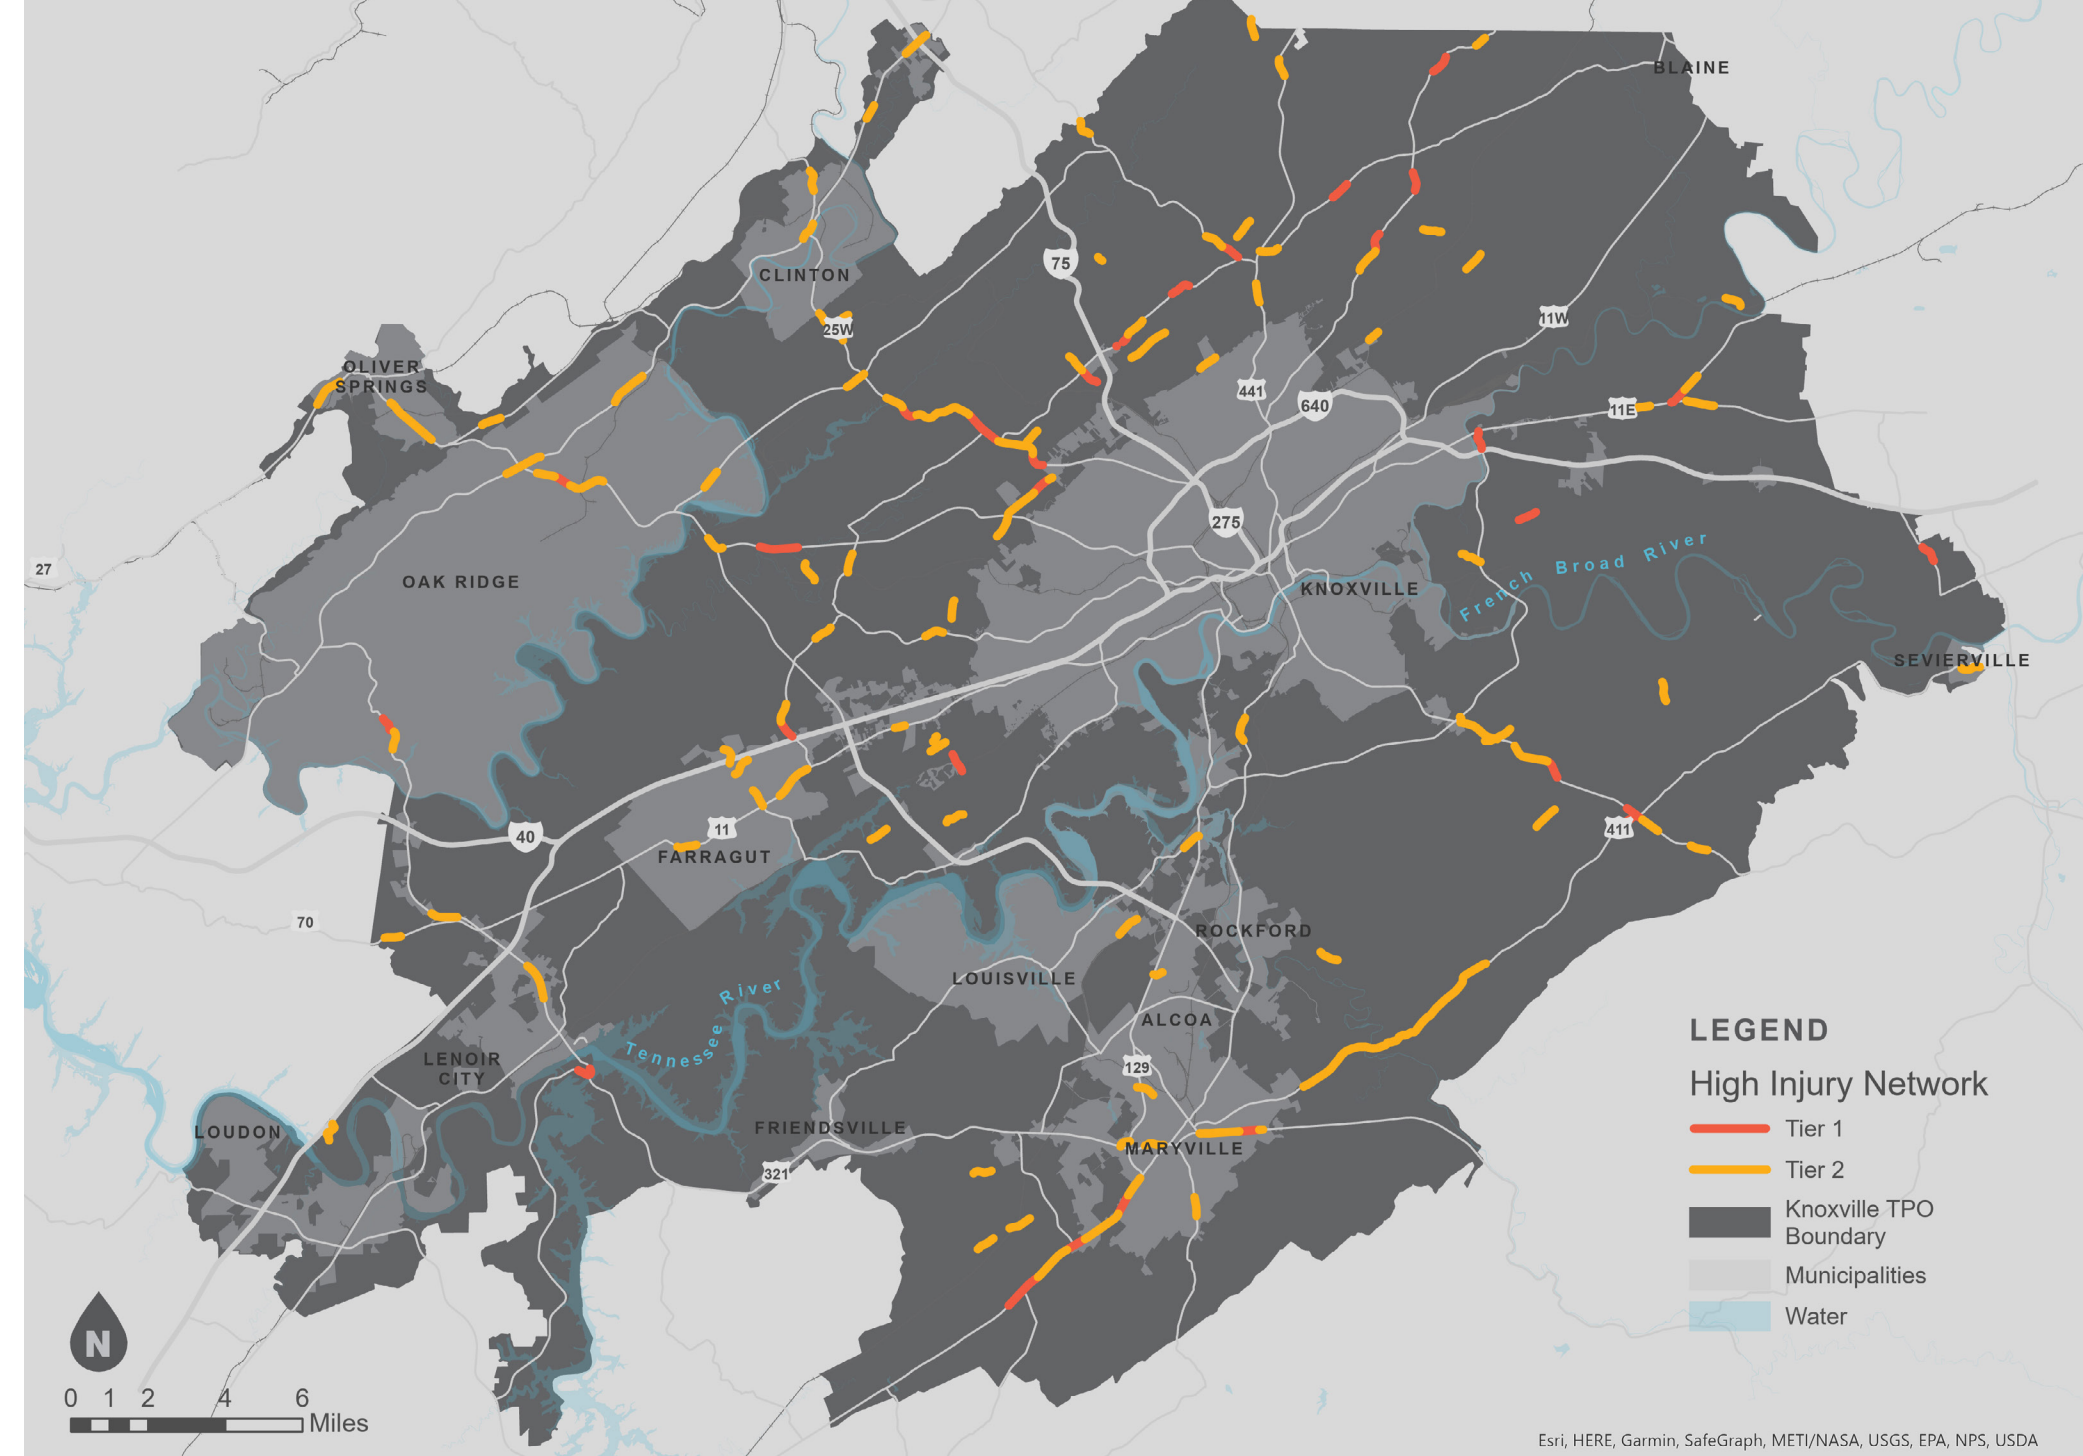 BLAINE
75
CLINTON
25W
11W
OLIVER
SPRINGS
441
640
11E
275
27
OAK RIDGE
KNOXVILLE
French Broad River
SEVIERVILLE
40
11
FARRAGUT
411
70
ROCKFORD
LOUISVILLE
Tennessee River
ALCOA
LENOIR
CITY
129
LOUDON
FRIENDSVILLE
MARYVILLE
321
LEGEND
High Injury Network
Tier 1
Tier 2
Knoxville TPO
Boundary
Municipalities
Water
N
0 1 2 4 6
Miles
Esri, HERE, Garmin, SafeGraph, METI/NASA, USGS, EPA, NPS, USDA